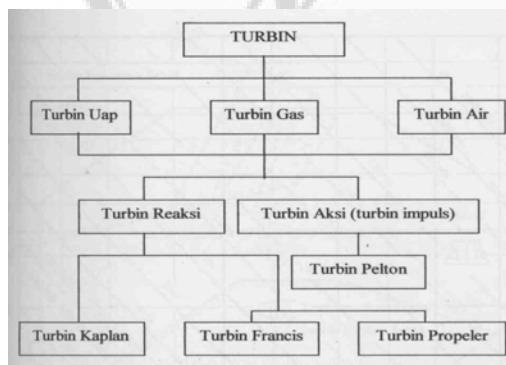 TURBIN
Turbin Uap
Turbin Gas
Turbin Air
Turbin Reaksi
Turbin Aksi (turbin impuls)
Turbin Pelton
Turbin Kaplan
Turbin Francis
Turbin Propeler